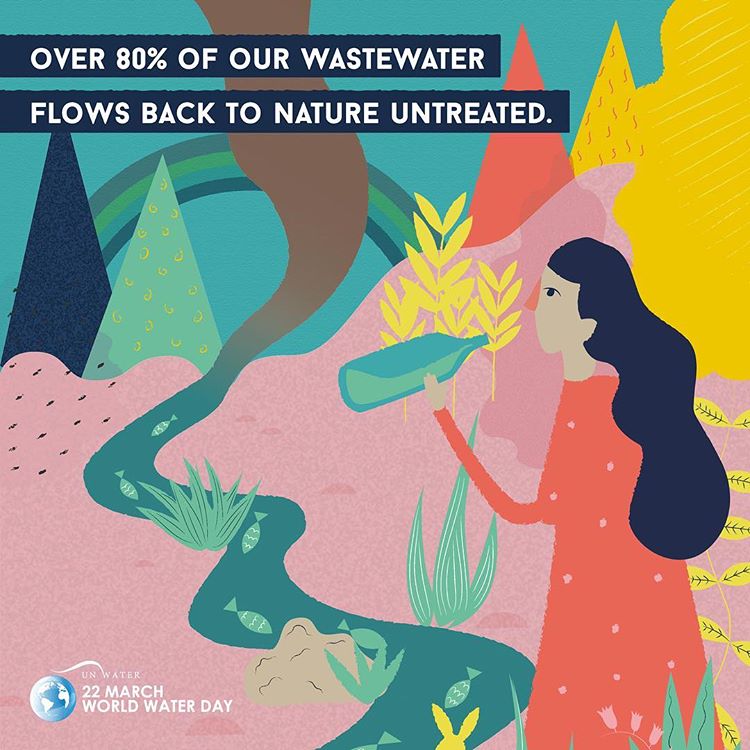 OVER 80% OF OUR WASTEWATER
FLOWS BACK TO NATURE UNTREATED.
UN WATER
22 MARCH
WORLD WATER DAY